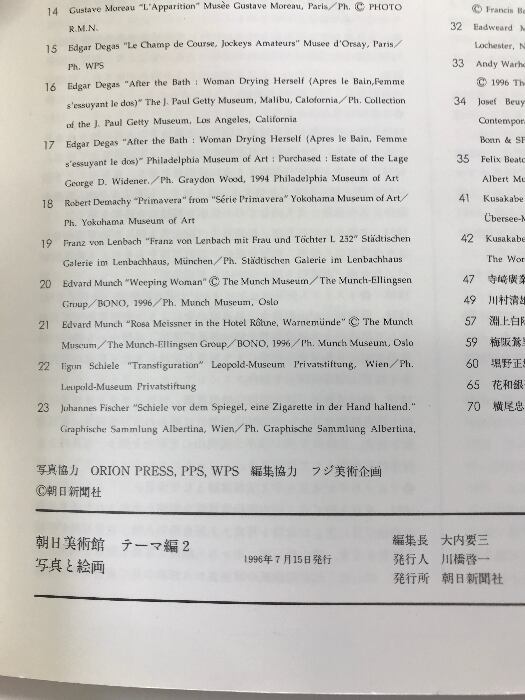 14 Gustave Moreau "L'Apparition" Musée Gustave Moreau, Paris/Ph. © PHOTO
R.M.N.
15 Edgar Degas "Le Champ de Course, Jockeys Amateurs" Musee d'Orsay, Paris/
Ph. WPS
16 Edgar Degas "After the Bath : Woman Drying Herself (Apres le Bain,Femme
s'essuyant le dos)" The J. Paul Getty Museum, Malibu, Calofornia/Ph. Collection
of the J. Paul Getty Museum, Los Angeles, California
17 Edgar Degas "After the Bath : Woman Drying Herself (Apres le Bain, Femme
s'essuyant le dos)" Philadelphia Museum of Art : Purchased : Estate of the Lage
George D. Widener./Ph. Graydon Wood, 1994 Philadelphia Museum of Art
18 Robert Demachy "Primavera" from "Série Primavera" Yokohama Museum of Art/
Ph. Yokohama Museum of Art
19 Franz von Lenbach "Franz von Lenbach mit Frau und Töchter L 252" Städtischen
Galerie im Lenbachhaus, München/Ph. Städtischen Galerie im Lenbachhaus
20 Edvard Munch "Weeping Woman" © The Munch Museum/The Munch-Ellingsen
Group/BONO, 1996/Ph. Munch Museum, Oslo
21 Edvard Munch "Rosa Meissner in the Hotel Rôhne, Warnemünde" © The Munch
Museum/The Munch-Ellingsen Group/BONO, 1996/Ph. Munch Museum, Oslo
22 Egon Schiele "Transfiguration" Leopold-Museum Privatstiftung, Wien/Ph.
Leupold-Museum Privatstiftung
23 Johannes Fischer "Schiele vor dem Spiegel, eine Zigarette in der Hand haltend."
Graphische Sammlung Albertina, Wien/Ph. Graphische Sammlung Albertina,
© Francis Be
32 Eadweard M
Lochester, N
33 Andy Warho
© 1996 The
34 Josef Beuy
Contempora
Bonn & SE
35 Felix Beato
Albert Mu
41 Kusakabe
Übersee-M
42 Kusakabe
The Wor
47 寺崎廣業
49 川村清雄
57 淵上白陽
59 梅阪鶯里
60 堀野正雄
65 花和銀
70 横尾忠
写真協力 ORION PRESS, PPS, WPS 編集協力 フジ美術企画
©朝日新聞社
朝日美術館 テーマ編 2
写真と絵画
1996年7月15日発行
編集長 大内要三
発行人 川橋啓一
発行所 朝日新聞社